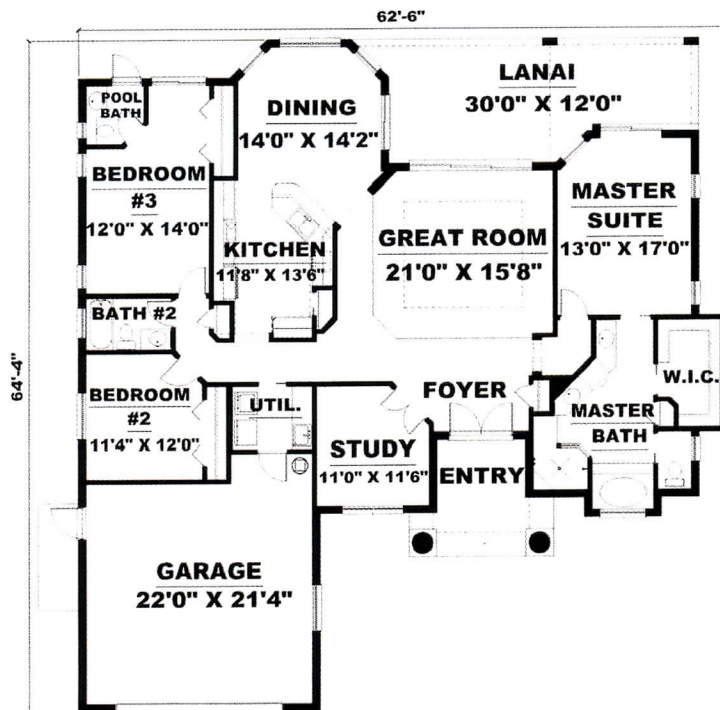 62'-6"
LANAI
30'0" X 12'0"
POOL
BATH
DINING
14'0" X 14'2"
BEDROOM
#3
12'0" X 14'0"
MASTER
SUITE
13'0" X 17'0"
GREAT ROOM
21'0" X 15'8"
KITCHEN
11'8" X 13'6"
BATH #2
64'-4"
W.I.C.
BEDROOM
#2
11'4" X 12'0"
UTIL.
FOYER
MASTER
BATH
STUDY
11'0" X 11'6"
ENTRY
GARAGE
22'0" X 21'4"